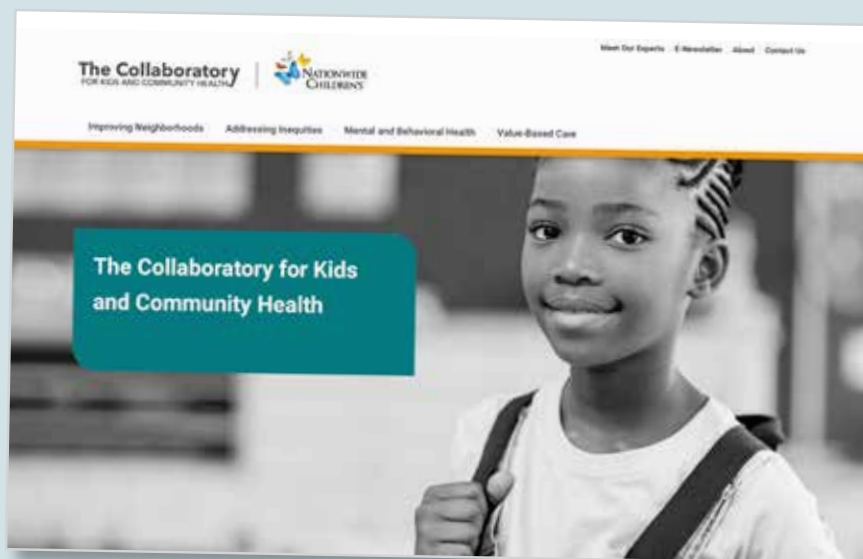 Meet Our Experts E-Newsletter About Contact Us
The Collaboratory
FOR KIDS AND COMMUNITY HEALTH
NATIONWIDE
CHILDREN'S
Improving Neighborhoods Addressing Inequities Mental and Behavioral Health Value-Based Care
The Collaboratory for Kids
and Community Health